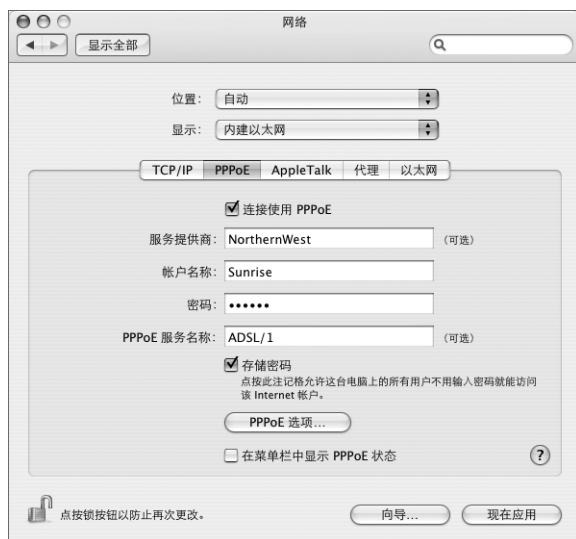 网络
显示全部
位置： 自动
显示： 内建以太网
TCP/IP PPPoE AppleTalk 代理 以太网
连接使用 PPPoE
服务提供商： NorthernWest （可选）
帐户名称： Sunrise
密码： ••••••
PPPoE 服务名称： ADSL/1 （可选）
存储密码
点按此注记格允许这台电脑上的所有用户不用输入密码就能访问
该 Internet 帐户。
PPPoE 选项...
在菜单栏中显示 PPPoE 状态
?
点按锁按钮以防止再次更改。
向导... 现在应用